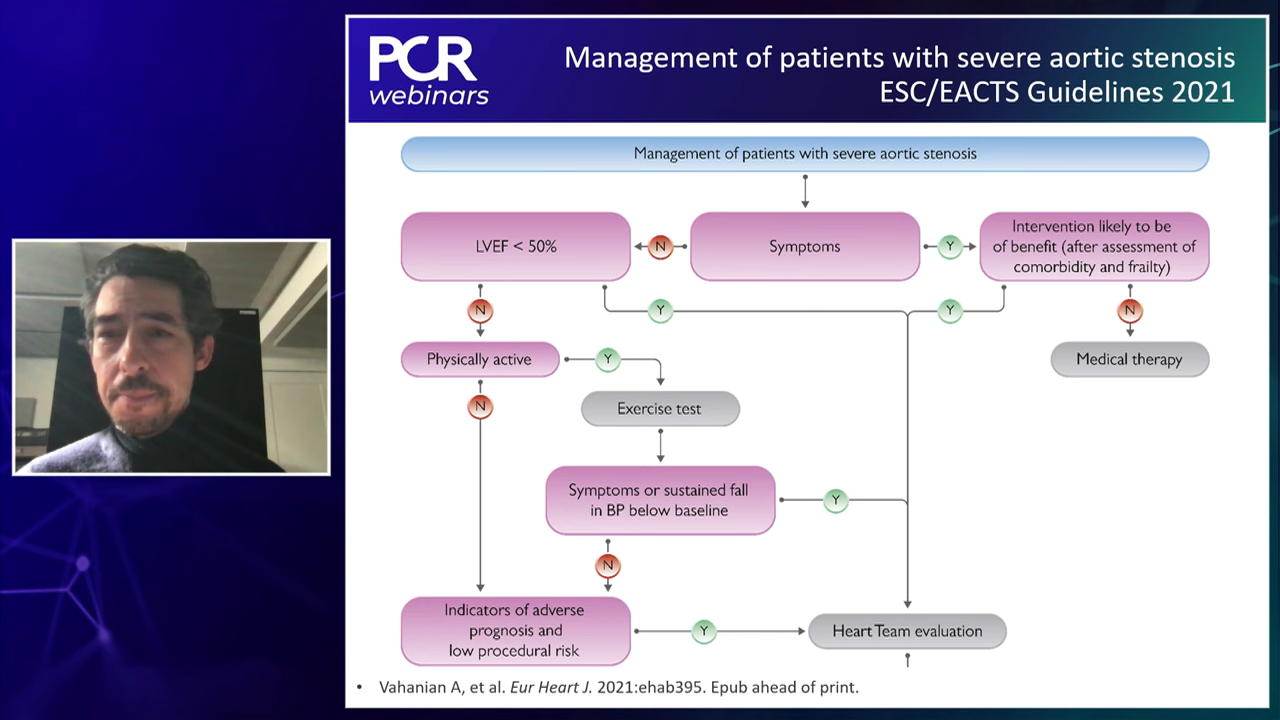 PCR
webinars
Management of patients with severe aortic stenosis
ESC/EACTS Guidelines 2021
Management of patients with severe aortic stenosis
LVEF < 50%
N
Symptoms
Y
Intervention likely to be
of benefit (after assessment of
comorbidity and frailty)
N
Y
Y
N
Physically active
Y
Medical therapy
N
Exercise test
Symptoms or sustained fall
in BP below baseline
Y
N
Indicators of adverse
prognosis and
low procedural risk
Y
Heart Team evaluation
• Vahanian A, et al. Eur Heart J. 2021:ehab395. Epub ahead of print.